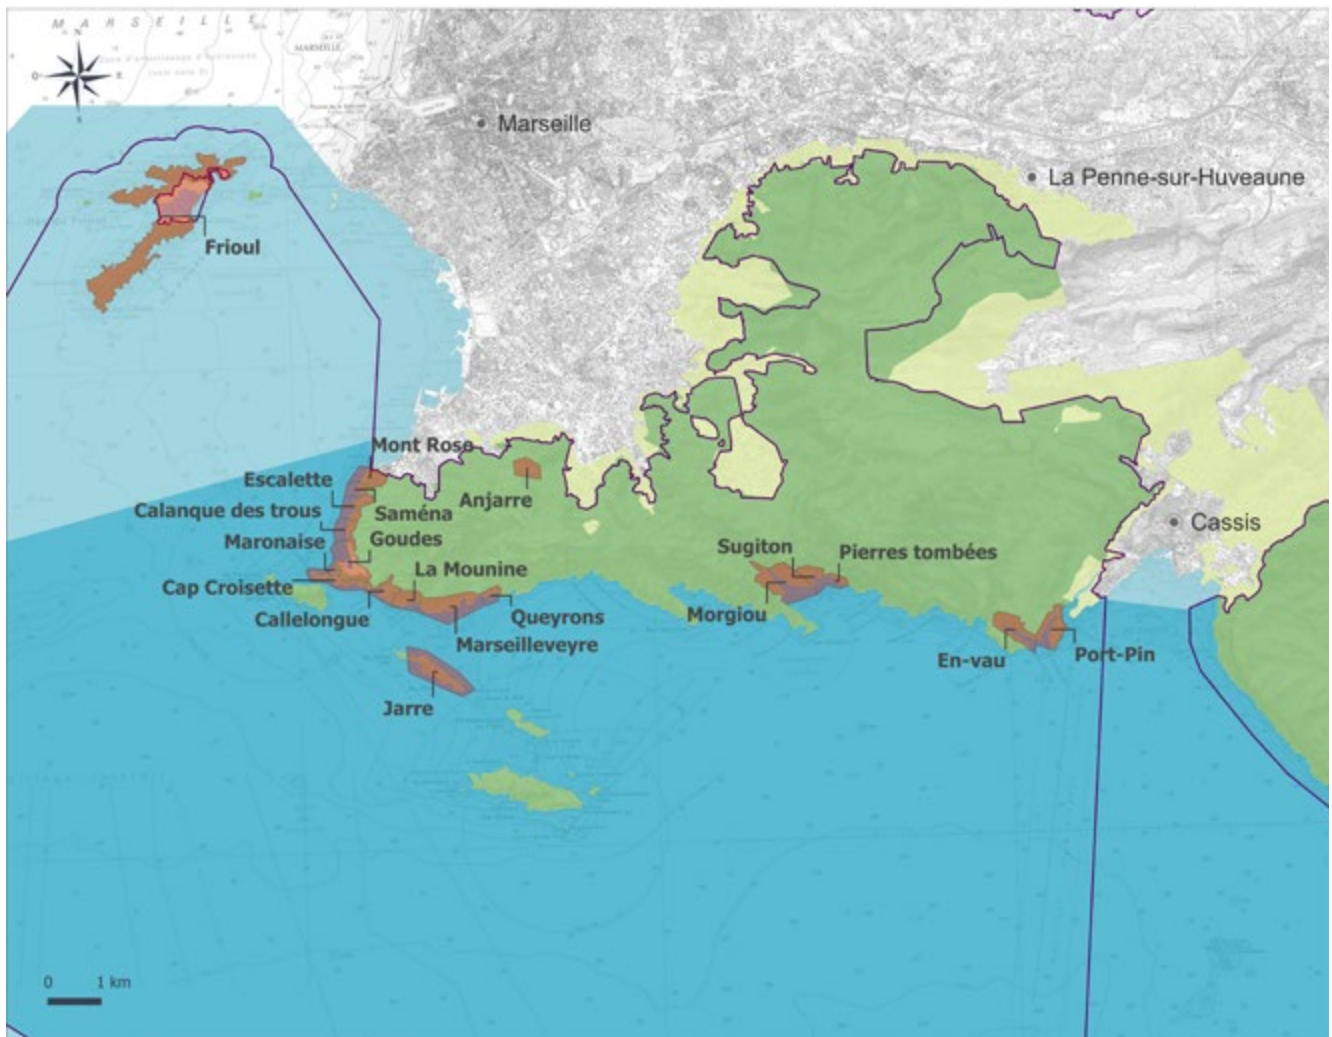 MARSEILLE
N
O
E
S
MARSEILLE
Marseille
La Penne-sur-Huveaune
Frioul
Mont Rose
Escalette
Anjarre
Calanque des trous
Saména
Cassis
Maronaise
Goudes
Sugiton
Pierres tombées
Cap Croisette
La Mounine
Callelongue
Queyrons
Morgiou
Marseilleveyre
En-vau
Port-Pin
Jarre
0
1 km